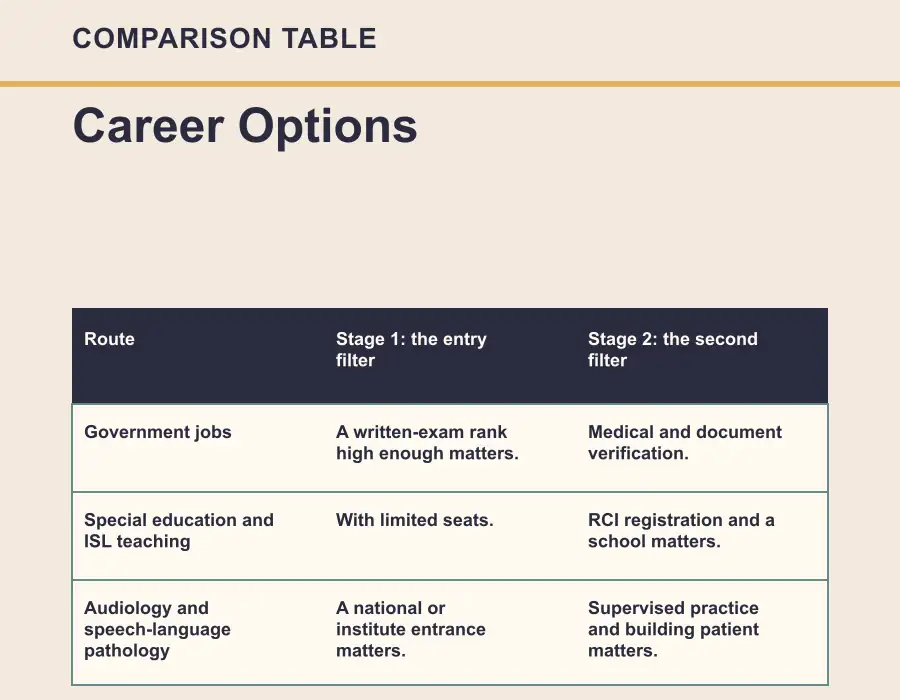 COMPARISON TABLE
Career Options
Route
Stage 1: the entry
filter
Stage 2: the second
filter
Government jobs
A written-exam rank
high enough matters.
Medical and document
verification.
Special education and
ISL teaching
With limited seats.
RCI registration and a
school matters.
Audiology and
speech-language
pathology
A national or
institute entrance
matters.
Supervised practice
and building patient
matters.